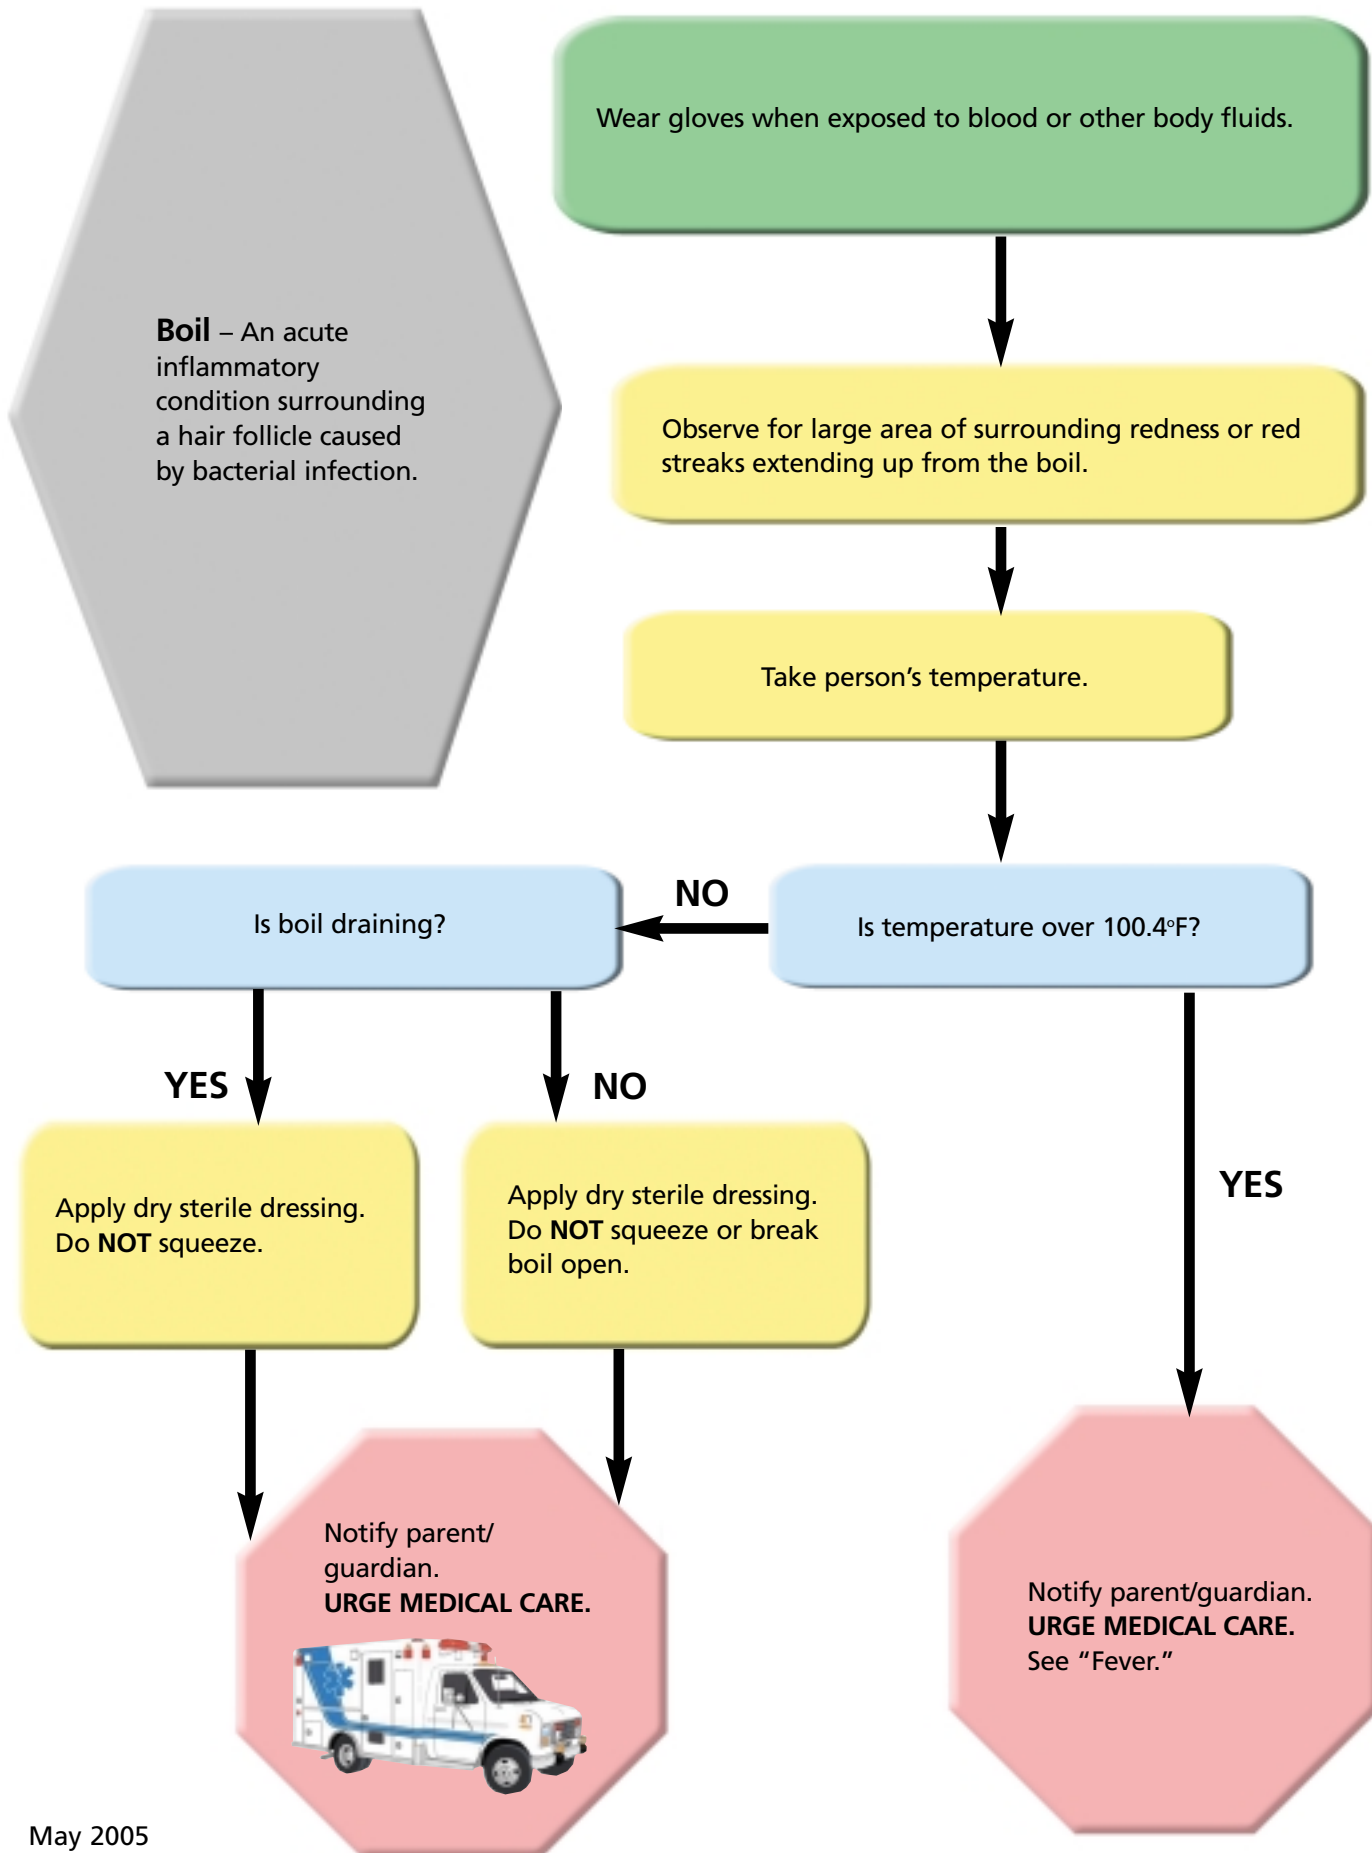 Wear gloves when exposed to blood or other body fluids.
Boil – An acute
inflammatory
condition surrounding
a hair follicle caused
by bacterial infection.
Observe for large area of surrounding redness or red
streaks extending up from the boil.
Take person’s temperature.
Is temperature over 100.4°F?
NO
Is boil draining?
YES
NO
Apply dry sterile dressing.
Do NOT squeeze.
Apply dry sterile dressing.
Do NOT squeeze or break
boil open.
YES
Notify parent/
guardian.
URGE MEDICAL CARE.
Notify parent/guardian.
URGE MEDICAL CARE.
See “Fever.”
May 2005